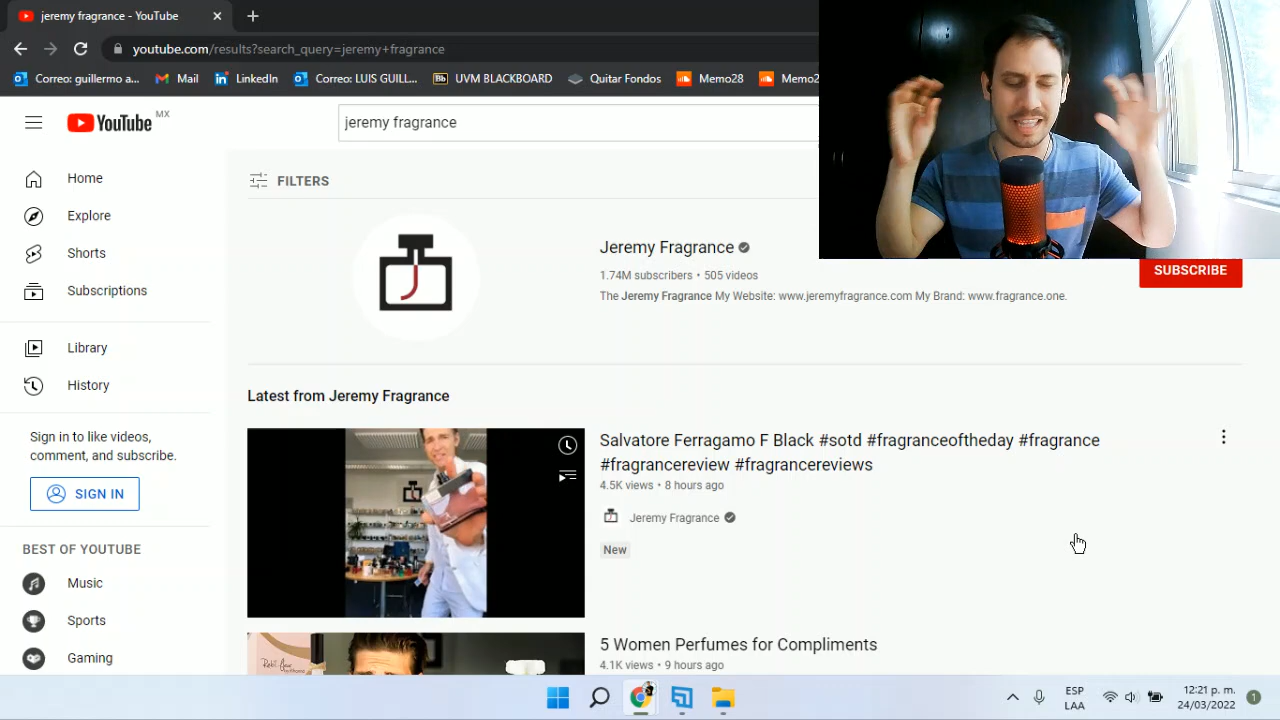 jeremy fragrance - YouTube
youtube.com/results?search_query=jeremy+fragrance
Correo: guillermo a...
Mail
LinkedIn
Correo: LUIS GUILL...
UVM BLACKBOARD
Quitar Fondos
Memo28
Memo2
YouTube MX
jeremy fragrance
Home
Explore
Shorts
Subscriptions
Library
History
Sign in to like videos,
comment, and subscribe.
SIGN IN
BEST OF YOUTUBE
Music
Sports
Gaming
FILTERS
Jeremy Fragrance
1.74M subscribers • 505 videos
The Jeremy Fragrance My Website: www.jeremyfragrance.com My Brand: www.fragrance.one.
SUBSCRIBE
Latest from Jeremy Fragrance
Salvatore Ferragamo F Black #sotd #fragranceoftheday #fragrance
#fragrancereview #fragrancereviews
4.5K views • 8 hours ago
Jeremy Fragrance
New
5 Women Perfumes for Compliments
4.1K views • 9 hours ago
ESP
LAA
12:21 p. m.
24/03/2022
1